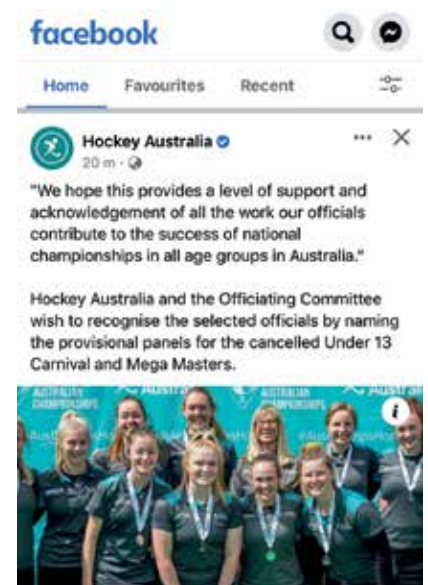 facebook
Home Favourites Recent
Hockey Australia
20 m
"We hope this provides a level of support and
acknowledgement of all the work our officials
contribute to the success of national
championships in all age groups in Australia."
Hockey Australia and the Officiating Committee
wish to recognise the selected officials by naming
the provisional panels for the cancelled Under 13
Carnival and Mega Masters.
AUSTRALIAN
CHAMPIONSHIPS
i